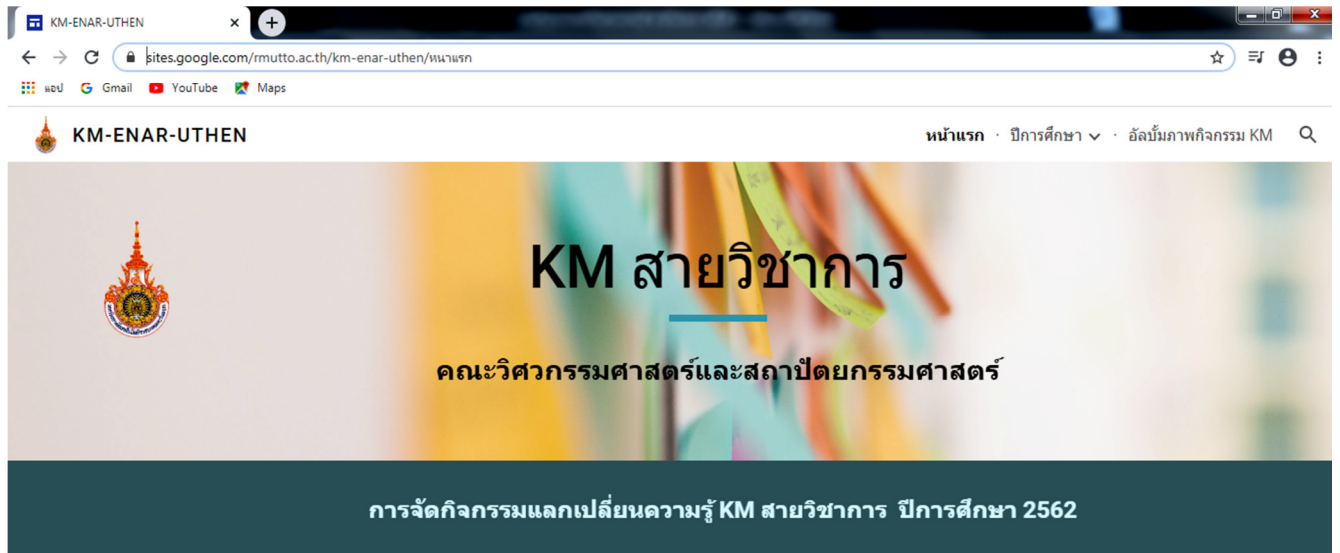 KM-ENAR-UTHEN
sites.google.com/rmutto.ac.th/km-enar-uthen/หนาแรก
แอป Gmail YouTube Maps
KM-ENAR-UTHEN
หน้าแรก · ปีการศึกษา · อัลบั้มภาพกิจกรรม KM
KM สายวิชาการ
คณะวิศวกรรมศาสตร์และสถาปัตยกรรมศาสตร์
การจัดกิจกรรมแลกเปลี่ยนความรู้ KM สายวิชาการ ปีการศึกษา 2562